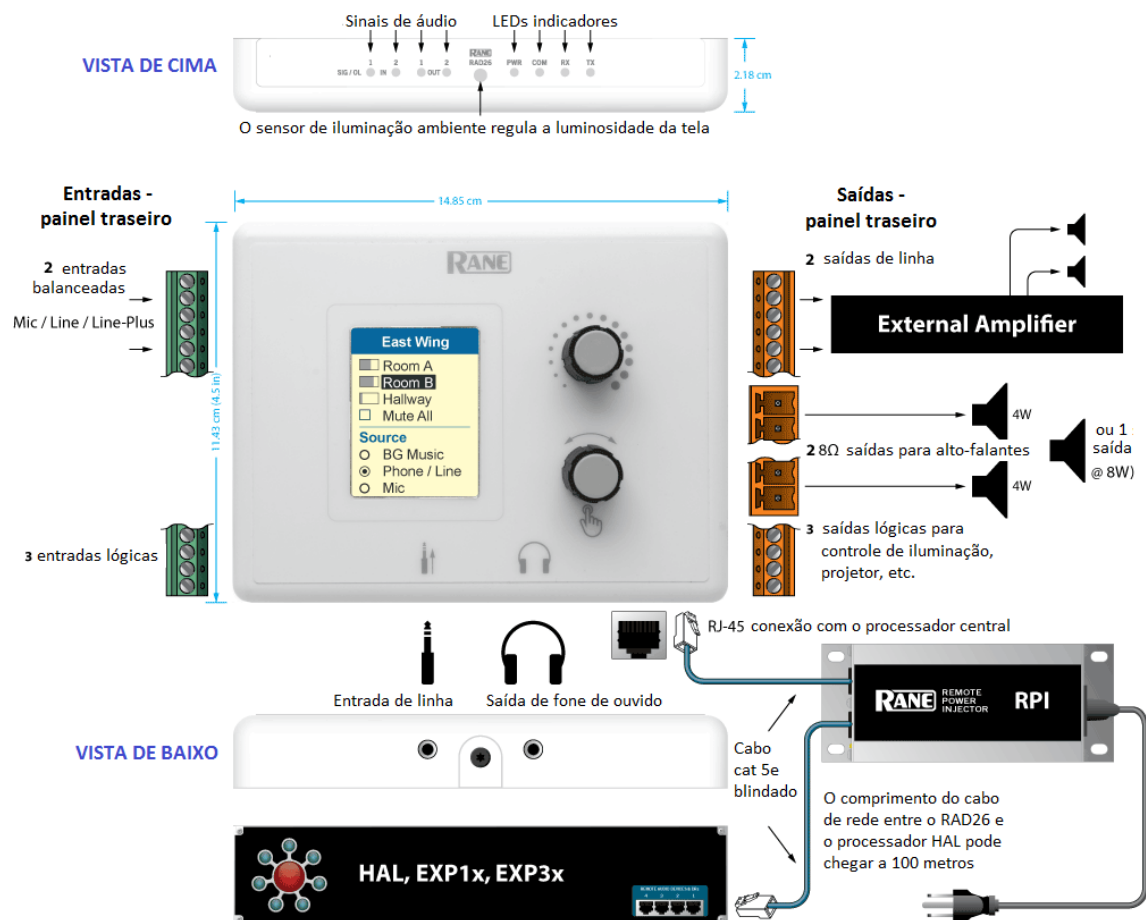 Sinais de áudio
LEDs indicadores
VISTA DE CIMA
1 2 1 2
RANE
RAD26
PWR COM RX TX
SIG / OL IN OUT
2.18 cm
O sensor de iluminação ambiente regula a luminosidade da tela
Entradas -
painel traseiro
14.85 cm
Saídas -
painel traseiro
2 entradas
balanceadas
Mic / Line / Line-Plus
11.43 cm (4.5 in)
RANE
2 saídas de linha
External Amplifier
East Wing
Room A
Room B
Hallway
Mute All
Source
BG Music
Phone / Line
Mic
4W
2 8Ω saídas para alto-falantes
4W
ou 1
saída
@ 8W)
3 entradas lógicas
3 saídas lógicas para
controle de iluminação,
projetor, etc.
RJ-45 conexão com o processador central
Entrada de linha
Saída de fone de ouvido
RANE
REMOTE
POWER
INJECTOR
RPI
VISTA DE BAIXO
Cabo
cat 5e
blindado
O comprimento do cabo
de rede entre o RAD26 e
o processador HAL pode
chegar a 100 metros
HAL, EXP1x, EXP3x
4 3 2 1